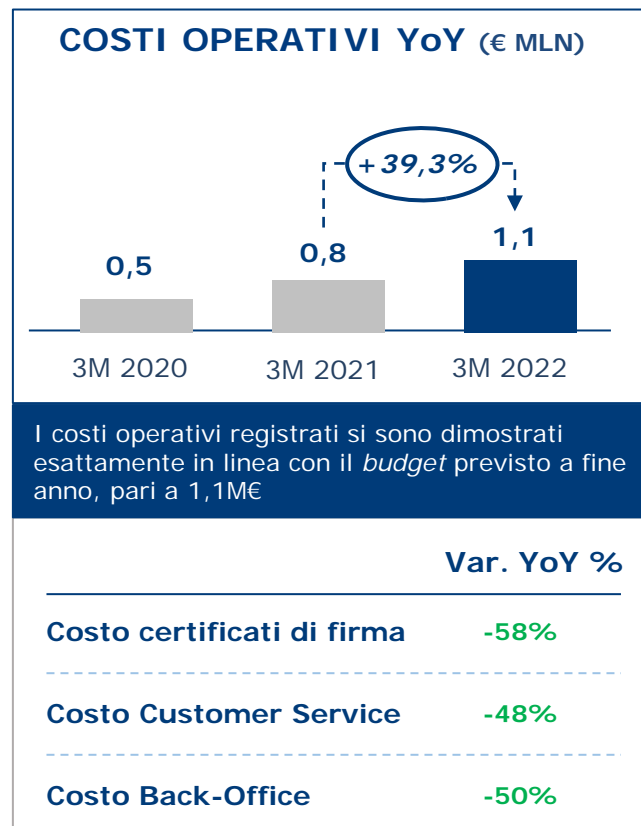 COSTI OPERATIVI YoY (€ MLN)
+39,3%
0,5
0,8
1,1
3M 2020
3M 2021
3M 2022
I costi operativi registrati si sono dimostrati
esattamente in linea con il budget previsto a fine
anno, pari a 1,1M€
Var. YoY %
Costo certificati di firma -58%
Costo Customer Service -48%
Costo Back-Office -50%